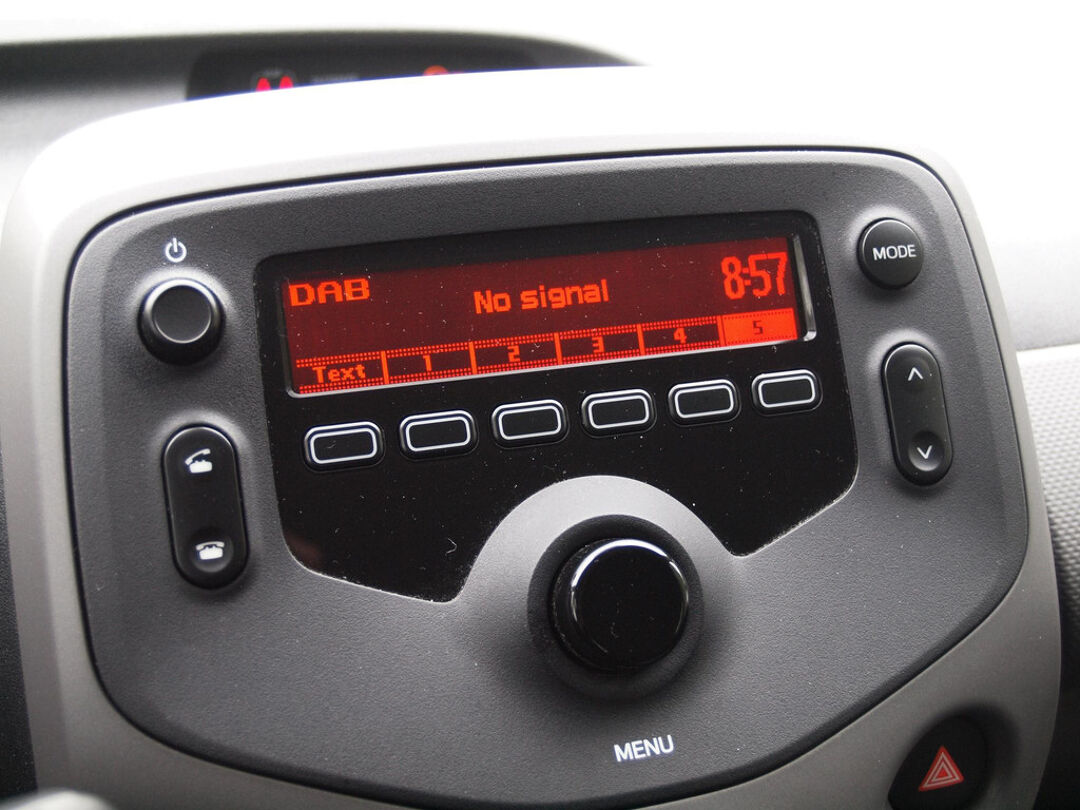 MODE
DAB
No signal
8:57
Text 1 2 3 4 5
MENU